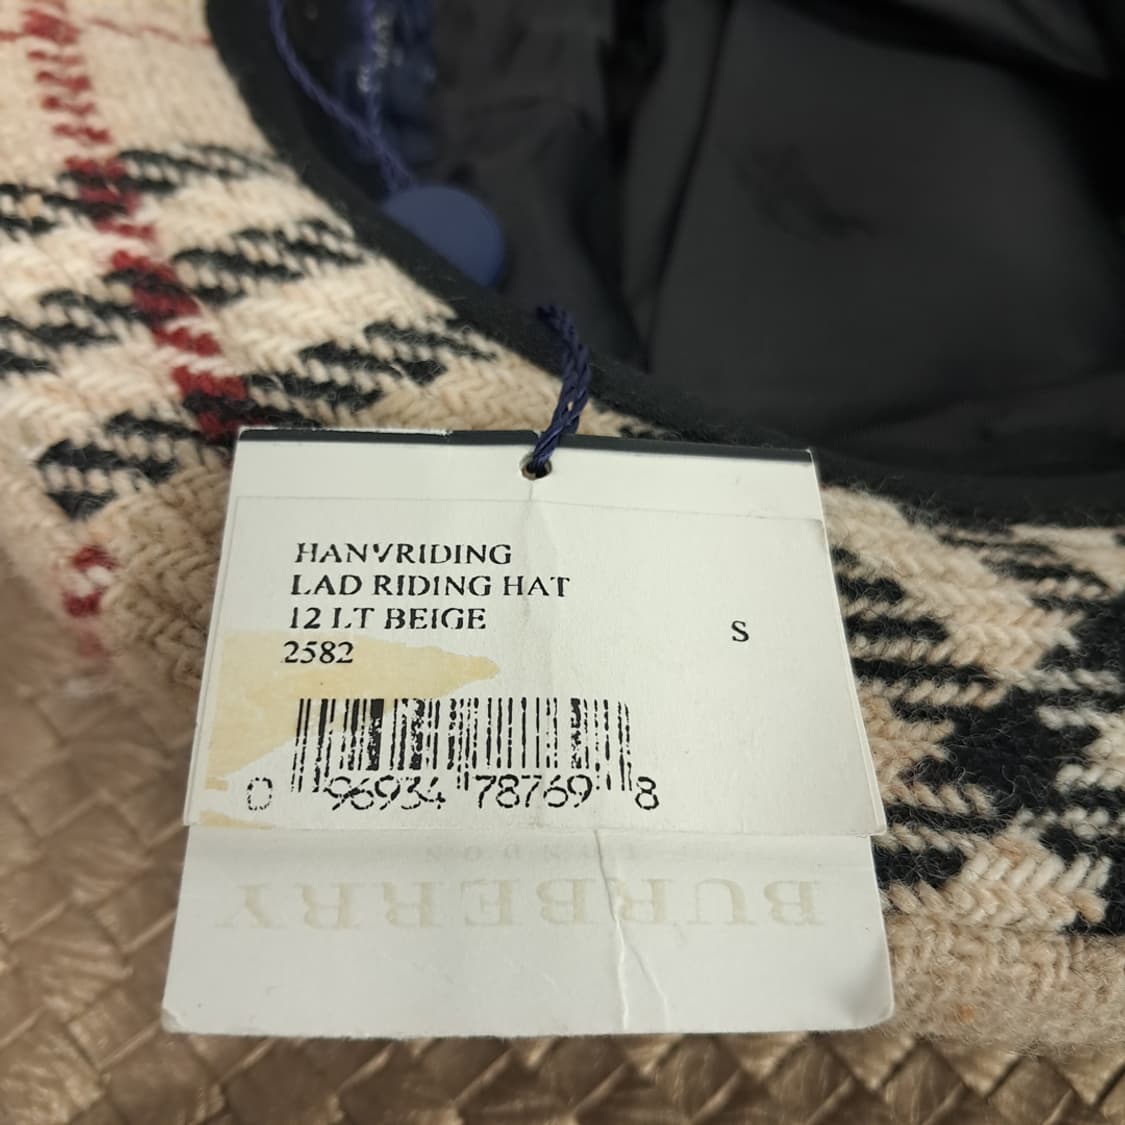 HANVRIDING
LAD RIDING HAT
12 LT BEIGE
S
2582
0 96934 78769 8
LONDON
BURBERRY